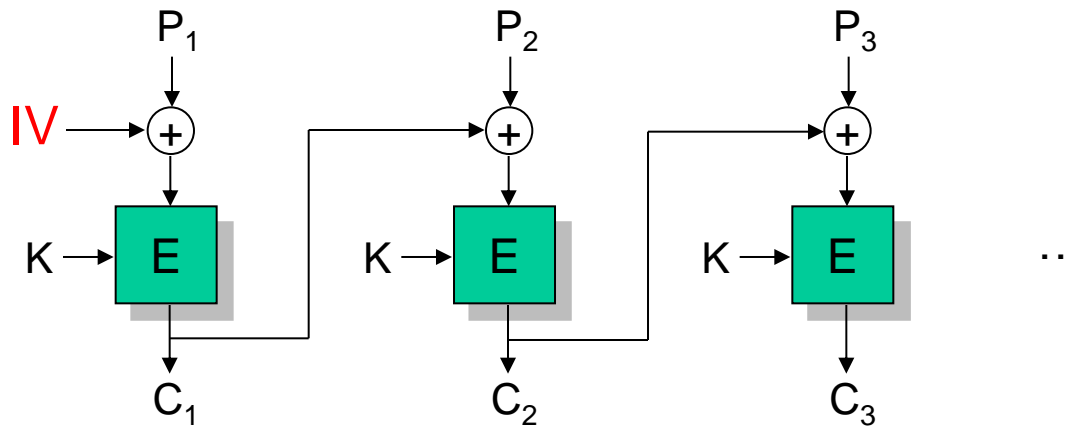 P₁ P₂ P₃
IV + + +
K E K E K E ..
C₁ C₂ C₃